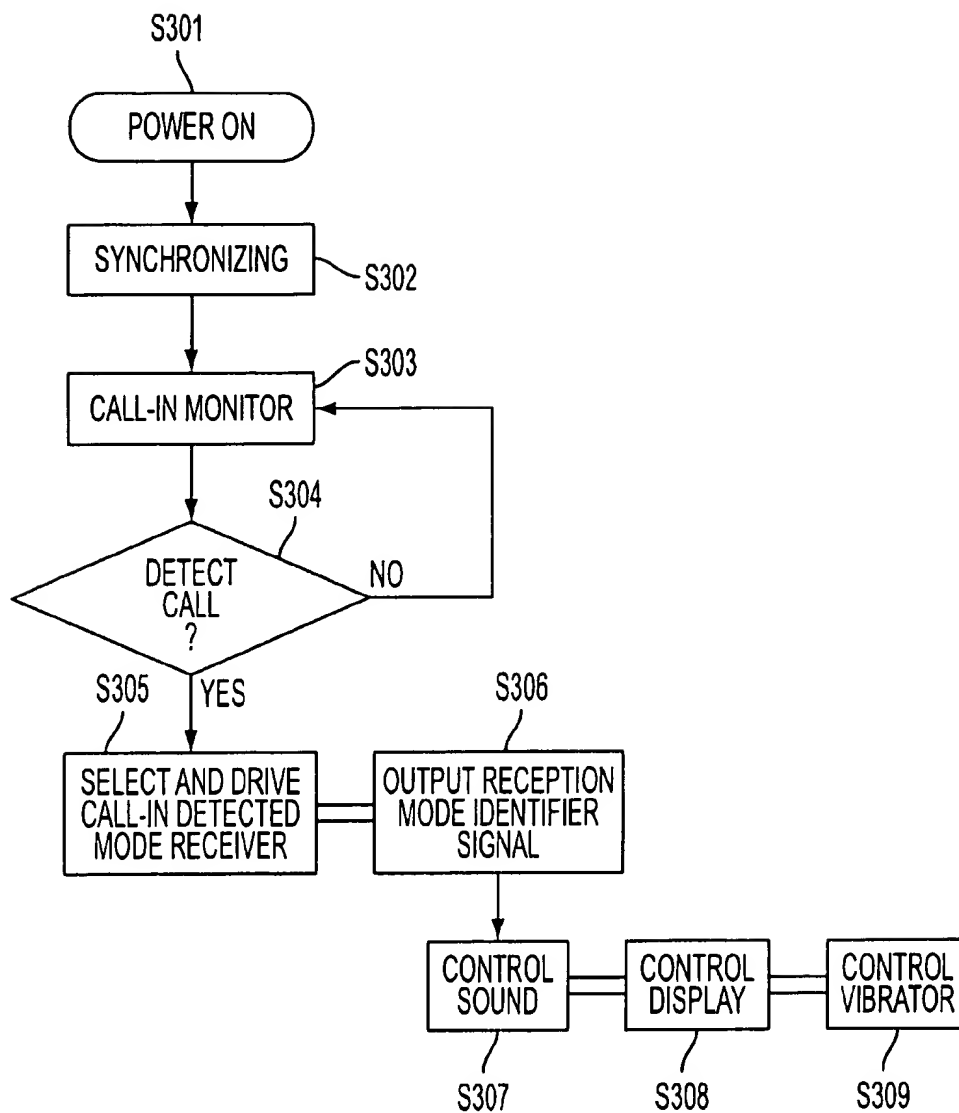 S301
POWER ON
SYNCHRONIZING
S302
S303
CALL-IN MONITOR
S304
DETECT
CALL
?
NO
YES
S305
S306
SELECT AND DRIVE
CALL-IN DETECTED
MODE RECEIVER
OUTPUT RECEPTION
MODE IDENTIFIER
SIGNAL
CONTROL
SOUND
CONTROL
DISPLAY
CONTROL
VIBRATOR
S307
S308
S309